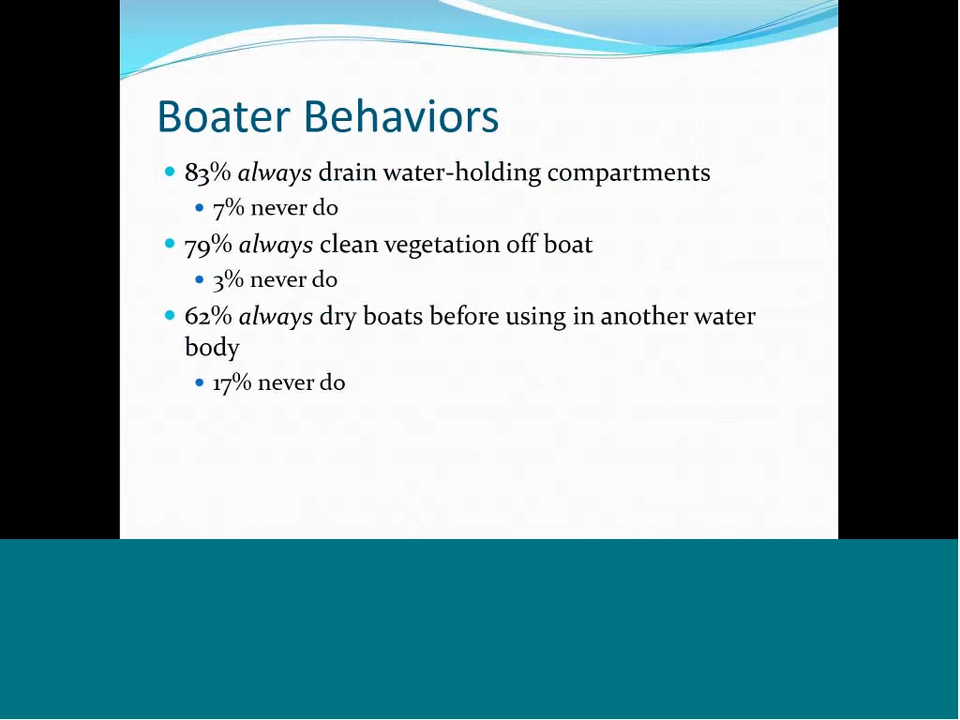 Boater Behaviors
83% always drain water-holding compartments
7% never do
79% always clean vegetation off boat
3% never do
62% always dry boats before using in another water
body
17% never do